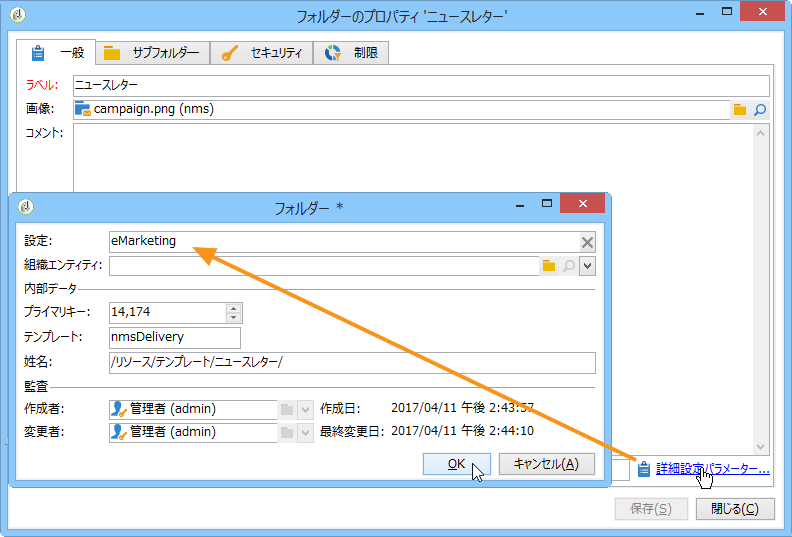 フォルダーのプロパティ 'ニュースレター'
一般 サブフォルダー セキュリティ 制限
ラベル: ニュースレター
画像: campaign.png (nms)
コメント:
フォルダー *
設定: eMarketing
組織エンティティ:
内部データ
プライマリキー: 14,174
テンプレート: nmsDelivery
姓名: /リソース/テンプレート/ニュースレター/
監査
作成者: 管理者 (admin) 作成日: 2017/04/11 午後 2:43:57
変更者: 管理者 (admin) 最終変更日: 2017/04/11 午後 2:44:10
OK キャンセル(A)
詳細設定パラメーター...
保存(S) 閉じる(C)